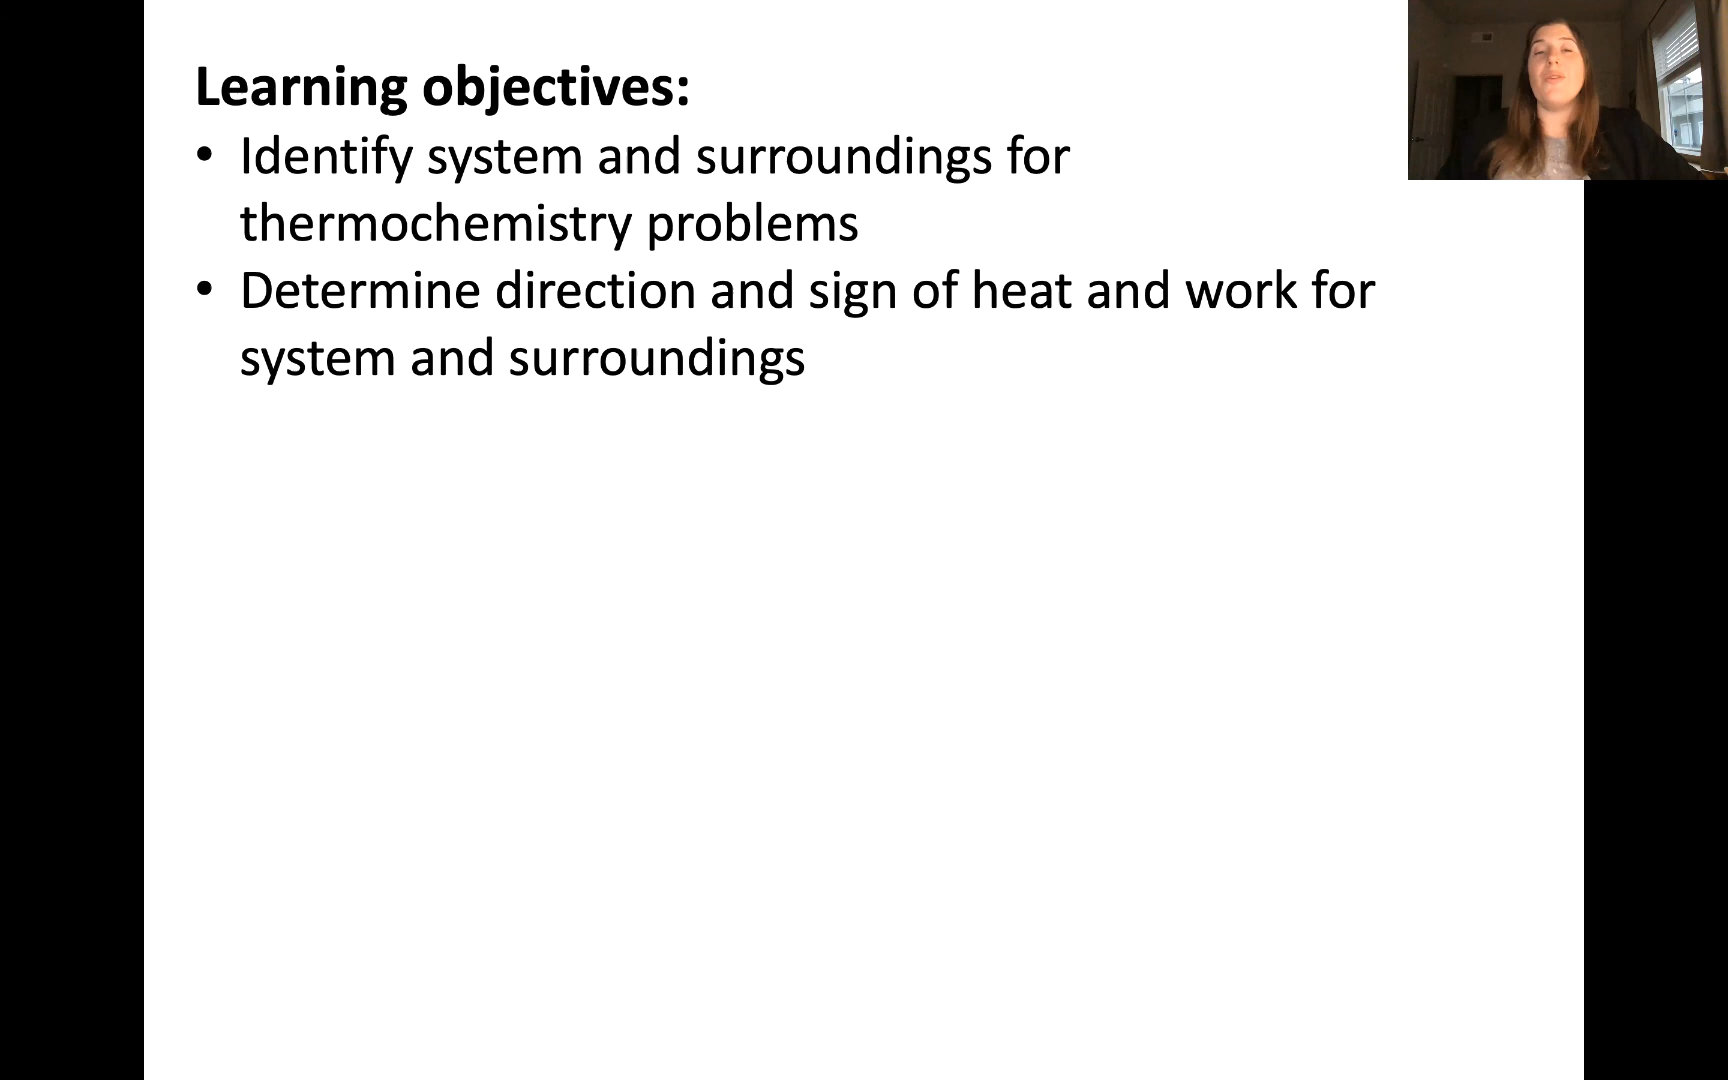 Learning objectives:
• Identify system and surroundings for
thermochemistry problems
• Determine direction and sign of heat and work for
system and surroundings